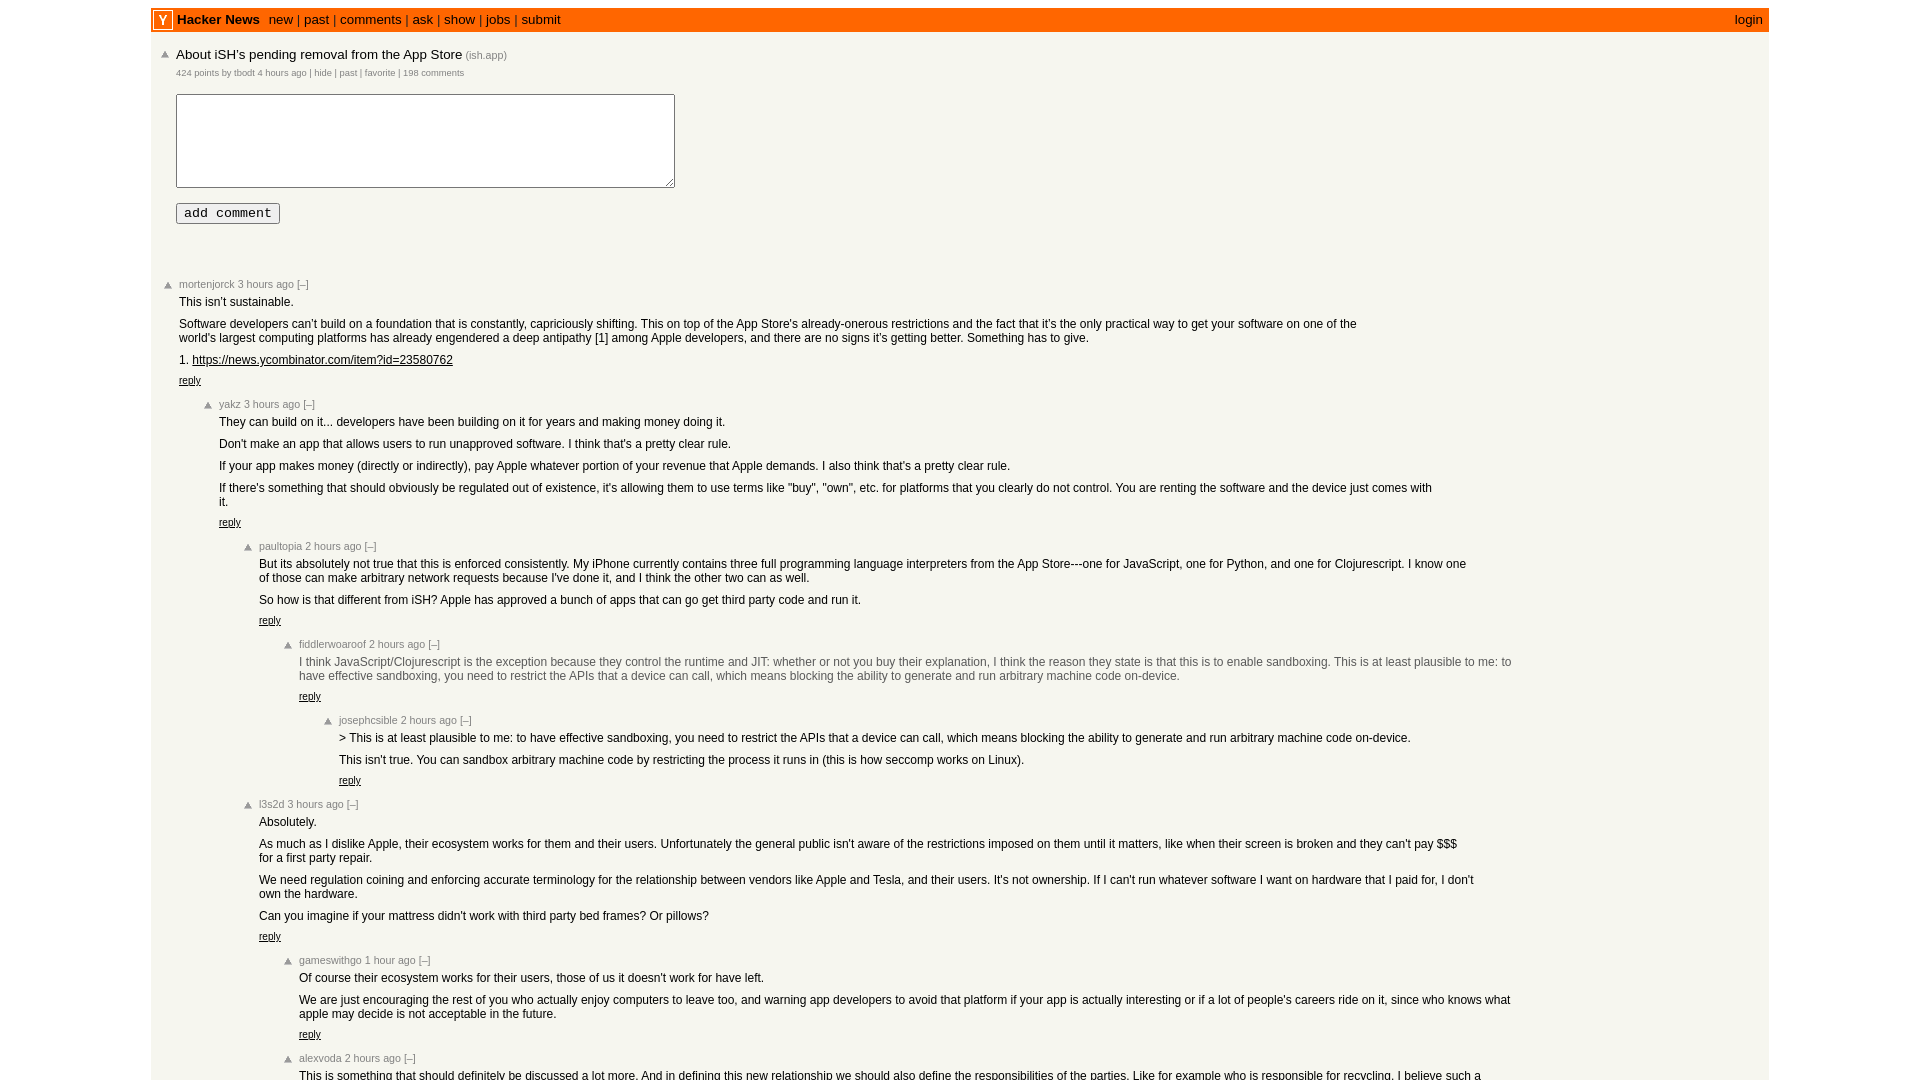 Y Hacker News new | past | comments | ask | show | jobs | submit login
About iSH's pending removal from the App Store (ish.app)
424 points by tbodt 4 hours ago | hide | past | favorite | 198 comments
add comment
mortenjorck 3 hours ago [–]
This isn't sustainable.
Software developers can't build on a foundation that is constantly, capriciously shifting. This on top of the App Store's already-onerous restrictions and the fact that it's the only practical way to get your software on one of the
world's largest computing platforms has already engendered a deep antipathy [1] among Apple developers, and there are no signs it's getting better. Something has to give.
1. https://news.ycombinator.com/item?id=23580762
reply
yakz 3 hours ago [–]
They can build on it... developers have been building on it for years and making money doing it.
Don't make an app that allows users to run unapproved software. I think that's a pretty clear rule.
If your app makes money (directly or indirectly), pay Apple whatever portion of your revenue that Apple demands. I also think that's a pretty clear rule.
If there's something that should obviously be regulated out of existence, it's allowing them to use terms like "buy", "own", etc. for platforms that you clearly do not control. You are renting the software and the device just comes with
it.
reply
paultopia 2 hours ago [–]
But its absolutely not true that this is enforced consistently. My iPhone currently contains three full programming language interpreters from the App Store---one for JavaScript, one for Python, and one for Clojurescript. I know one
of those can make arbitrary network requests because I've done it, and I think the other two can as well.
So how is that different from iSH? Apple has approved a bunch of apps that can go get third party code and run it.
reply
fiddlerwoaroof 2 hours ago [–]
I think JavaScript/Clojurescript is the exception because they control the runtime and JIT: whether or not you buy their explanation, I think the reason they state is that this is to enable sandboxing. This is at least plausible to me: to
have effective sandboxing, you need to restrict the APIs that a device can call, which means blocking the ability to generate and run arbitrary machine code on-device.
reply
josephcsible 2 hours ago [–]
> This is at least plausible to me: to have effective sandboxing, you need to restrict the APIs that a device can call, which means blocking the ability to generate and run arbitrary machine code on-device.
This isn't true. You can sandbox arbitrary machine code by restricting the process it runs in (this is how seccomp works on Linux).
reply
l3s2d 3 hours ago [–]
Absolutely.
As much as I dislike Apple, their ecosystem works for them and their users. Unfortunately the general public isn't aware of the restrictions imposed on them until it matters, like when their screen is broken and they can't pay $$$
for a first party repair.
We need regulation coining and enforcing accurate terminology for the relationship between vendors like Apple and Tesla, and their users. It's not ownership. If I can't run whatever software I want on hardware that I paid for, I don't
own the hardware.
Can you imagine if your mattress didn't work with third party bed frames? Or pillows?
reply
gameswithgo 1 hour ago [–]
Of course their ecosystem works for their users, those of us it doesn't work for have left.
We are just encouraging the rest of you who actually enjoy computers to leave too, and warning app developers to avoid that platform if your app is actually interesting or if a lot of people's careers ride on it, since who knows what
apple may decide is not acceptable in the future.
reply
alexvoda 2 hours ago [–]
This is something that should definitely be discussed a lot more. And in defining this new relationship we should also define the responsibilities of the parties. Like for example who is responsible for recycling. I believe such a